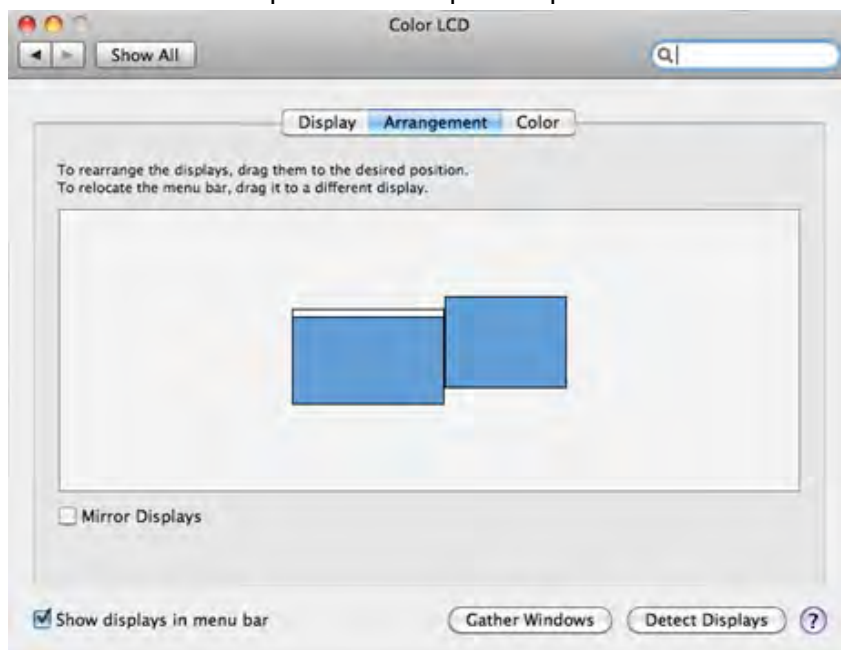 Color LCD
Show All
Display Arrangement Color
To rearrange the displays, drag them to the desired position.
To relocate the menu bar, drag it to a different display.
Mirror Displays
Show displays in menu bar Gather Windows Detect Displays ?